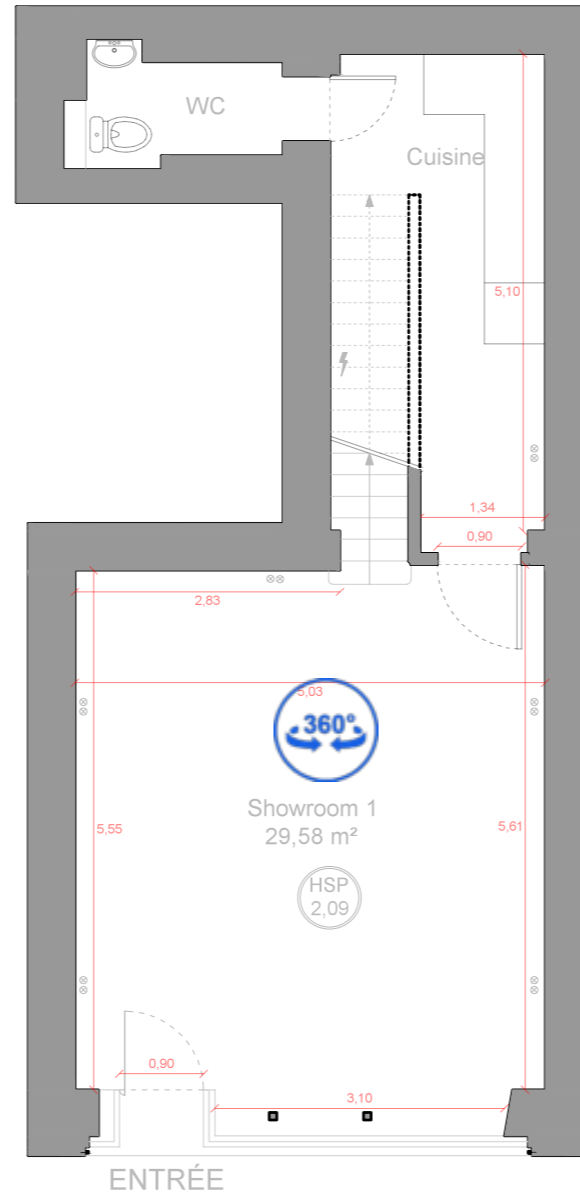 WC
Cuisine
5,10
1,34
0,90
2,83
5,03
360°
Showroom 1
29,58 m²
5,55
5,61
HSP
2,09
0,90
3,10
ENTRÉE